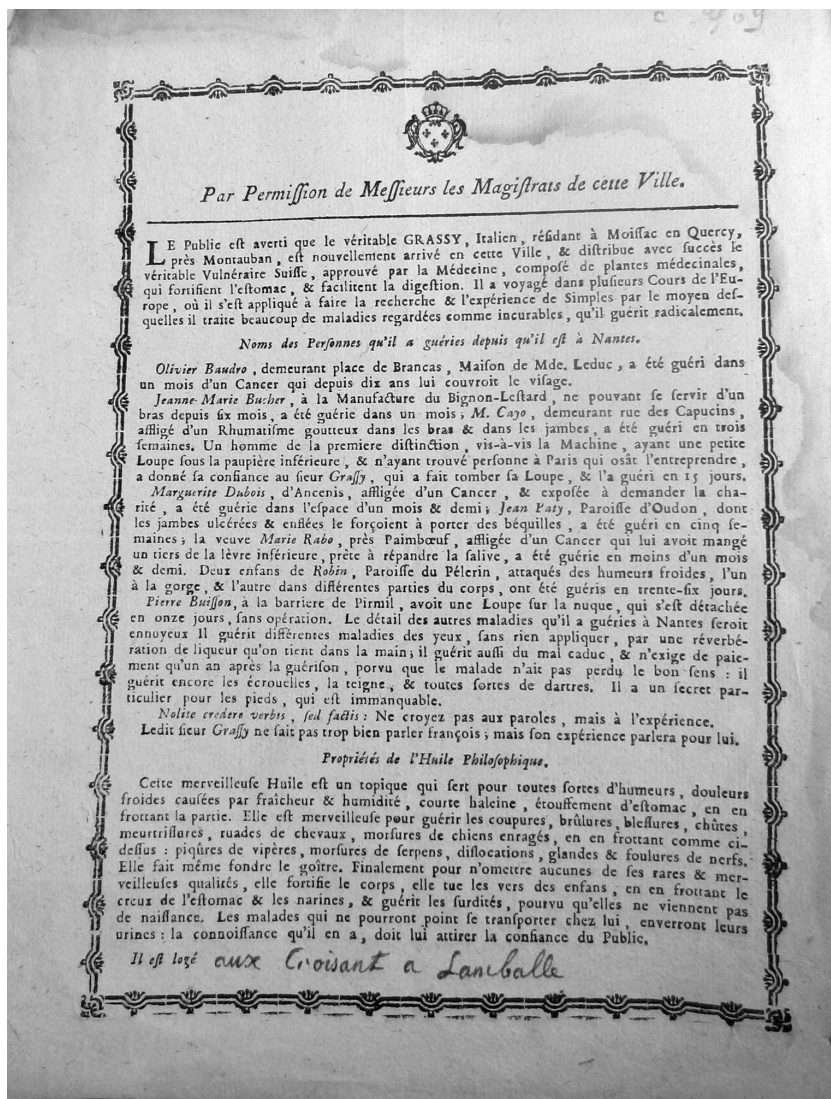 c. 409
Par Permiſſion de Meſſieurs les Magiſtrats de cette Ville.
LE Public eſt averti que le véritable GRASSY, Italien, réſidant à Moiſſac en Quercy,
près Montauban, eſt nouvellement arrivé en cette Ville, & diſtribue avec ſuccès le
véritable Vulnéraire Suiſſe, approuvé par la Médecine, compoſé de plantes médecinales,
qui fortifient l'eſtomac, & facilitent la digeſtion. Il a voyagé dans pluſieurs Cours de l'Eu-
rope, où il s'eſt appliqué à faire la recherche & l'expérience de Simples par le moyen deſ-
quelles il traite beaucoup de maladies regardées comme incurables, qu'il guérit radicalement.
Noms des Perſonnes qu'il a guéries depuis qu'il eſt à Nantes.
Olivier Baudro, demeurant place de Brancas, Maiſon de Mde. Leduc, a été guéri dans
un mois d'un Cancer qui depuis dix ans lui couvroit le viſage.
Jeanne-Marie Bucher, à la Manufacture du Bignon-Leſtard, ne pouvant ſe ſervir d'un
bras depuis ſix mois, a été guérie dans un mois; M. Cayo, demeurant rue des Capucins,
affligé d'un Rhumatiſme goutteux dans les bras & dans les jambes, a été guéri en trois
ſemaines. Un homme de la premiere diſtinction, vis-à-vis la Machine, ayant une petite
Loupe ſous la paupière inférieure, & n'ayant trouvé perſonne à Paris qui osât l'entreprendre,
a donné ſa confiance au ſieur Graſſy, qui a fait tomber ſa Loupe, & l'a guéri en 15 jours.
Marguerite Dubois, d'Ancenis, affligée d'un Cancer, & expoſée à demander la cha-
rité, a été guérie dans l'eſpace d'un mois & demi; Jean Paty, Paroiſſe d'Oudon, dont
les jambes ulcérées & enflées le forçoient à porter des béquilles, a été guéri en cinq ſe-
maines; la veuve Marie Rabo, près Paimbœuf, affligée d'un Cancer qui lui avoit mangé
un tiers de la lèvre inférieure, prête à répandre la ſalive, a été guérie en moins d'un mois
& demi. Deux enfans de Robin, Paroiſſe du Pélerin, attaqués des humeurs froides, l'un
à la gorge, & l'autre dans différentes parties du corps, ont été guéris en trente-ſix jours.
Pierre Buiſſon, à la barriere de Pirmil, avoit une Loupe ſur la nuque, qui s'eſt détachée
en onze jours, ſans opération. Le détail des autres maladies qu'il a guéries à Nantes ſeroit
ennuyeux Il guérit différentes maladies des yeux, ſans rien appliquer, par une réverbé-
ration de liqueur qu'on tient dans la main; il guérit auſſi du mal caduc, & n'exige de paie-
ment qu'un an après la guériſon, porvu que le malade n'ait pas perdu le bon ſens : il
guérit encore les écrouelles, la teigne, & toutes ſortes de dartres. Il a un ſecret par-
ticulier pour les pieds, qui eſt immanquable.
Nolite credere verbis, ſed factis : Ne croyez pas aux paroles, mais à l'expérience.
Ledit ſieur Graſſy ne ſait pas trop bien parler françois; mais ſon expérience parlera pour lui.
Propriétés de l'Huile Philoſophique.
Cette merveilleuſe Huile eſt un topique qui ſert pour toutes ſortes d'humeurs, douleurs
froides cauſées par fraîcheur & humidité, courte haleine, étouffement d'eſtomac, en en
frottant la partie. Elle eſt merveilleuſe pour guérir les coupures, brûlures, bleſſures, chûtes,
meurtriſſures, ruades de chevaux, morſures de chiens enragés, en en frottant comme ci-
deſſus : piqûres de vipères, morſures de ſerpens, diſlocations, glandes & foulures de nerfs.
Elle fait même fondre le goître. Finalement pour n'omettre aucunes de ſes rares & mer-
veilleuſes qualités, elle fortifie le corps, elle tue les vers des enfans, en en frottant le
creux de l'eſtomac & les narines, & guérit les ſurdités, pourvu qu'elles ne viennent pas
de naiſſance. Les malades qui ne pourront point ſe tranſporter chez lui, enverront leurs
urines : la connoiſſance qu'il en a, doit lui attirer la confiance du Public.
Il eſt logé aux Croisant a Lamballe